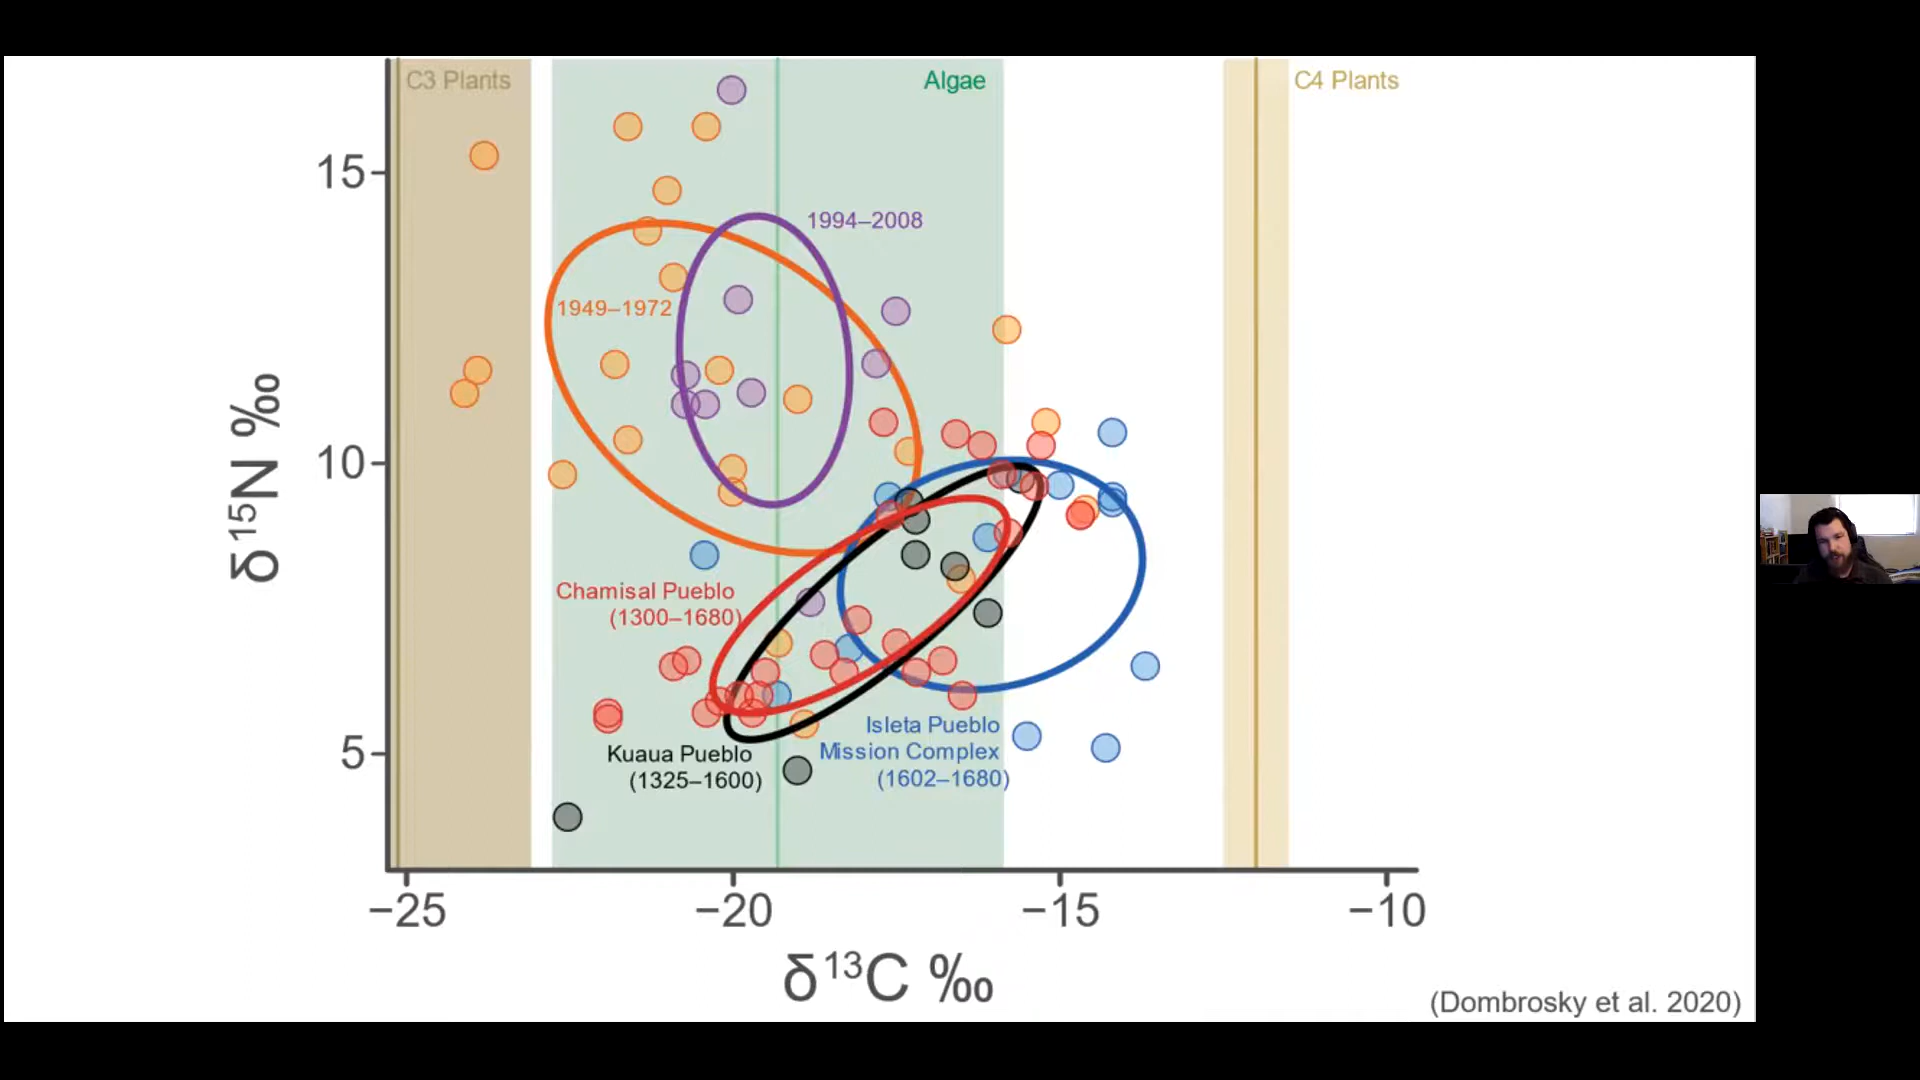 C3 Plants
Algae
C4 Plants
15
10
5
δ15N ‰
1994–2008
1949–1972
Chamisal Pueblo
(1300–1680)
Kuaua Pueblo
(1325–1600)
Isleta Pueblo
Mission Complex
(1602–1680)
−25
−20
−15
−10
δ13C ‰
(Dombrosky et al. 2020)